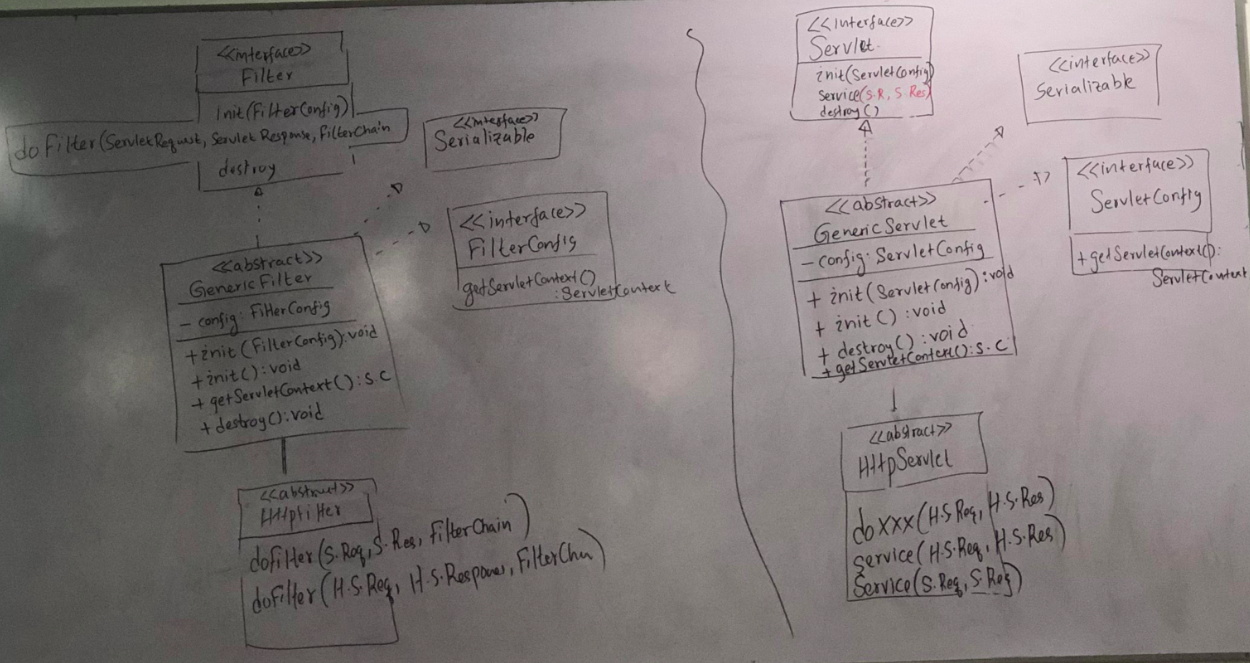 <<interface>>
Filter
init(FilterConfig)
doFilter(ServletRequest, Servlet Response, FilterChain
)
destroy
<<interface>>
Serializable
<<interface>>
FilterConfig
getServletContext()
:ServletContext
<<abstract>>
GenericFilter
- config: FilterConfig
+init(FilterConfig):void
+init():void
+ getServletContext():S.C
+destroy():void
<<abstract>>
HttpFilter
doFilter(S.Req,S.Res, FilterChain)
doFilter(H.S.Req, H.S.Response, FilterChain)
<<interface>>
Servlet
init(ServletConfig)
service(S.R, S Res)
destroy()
<<interface>>
Serializable
<<interface>>
ServletConfig
+getServletContext():
ServletContext
<<abstract>>
GenericServlet
- config: ServletConfig
+ init(ServletConfig):void
+ init():void
+ destroy():void
+getServletContext():S.C
<<abstract>>
HttpServlet
doxxx(H.S Req, H.S.Res)
service(H.S.Req, H.S.Res)
Service(S.Req, S.Res)